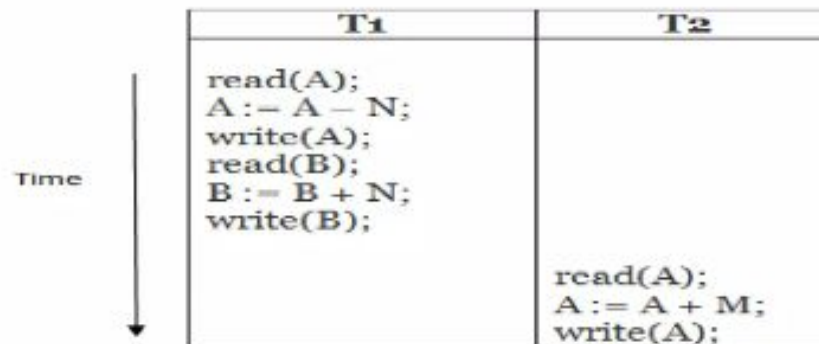 T1 T2
read(A);
A := A – N;
write(A);
read(B);
Time
B := B + N;
write(B);
read(A);
A := A + M;
write(A);